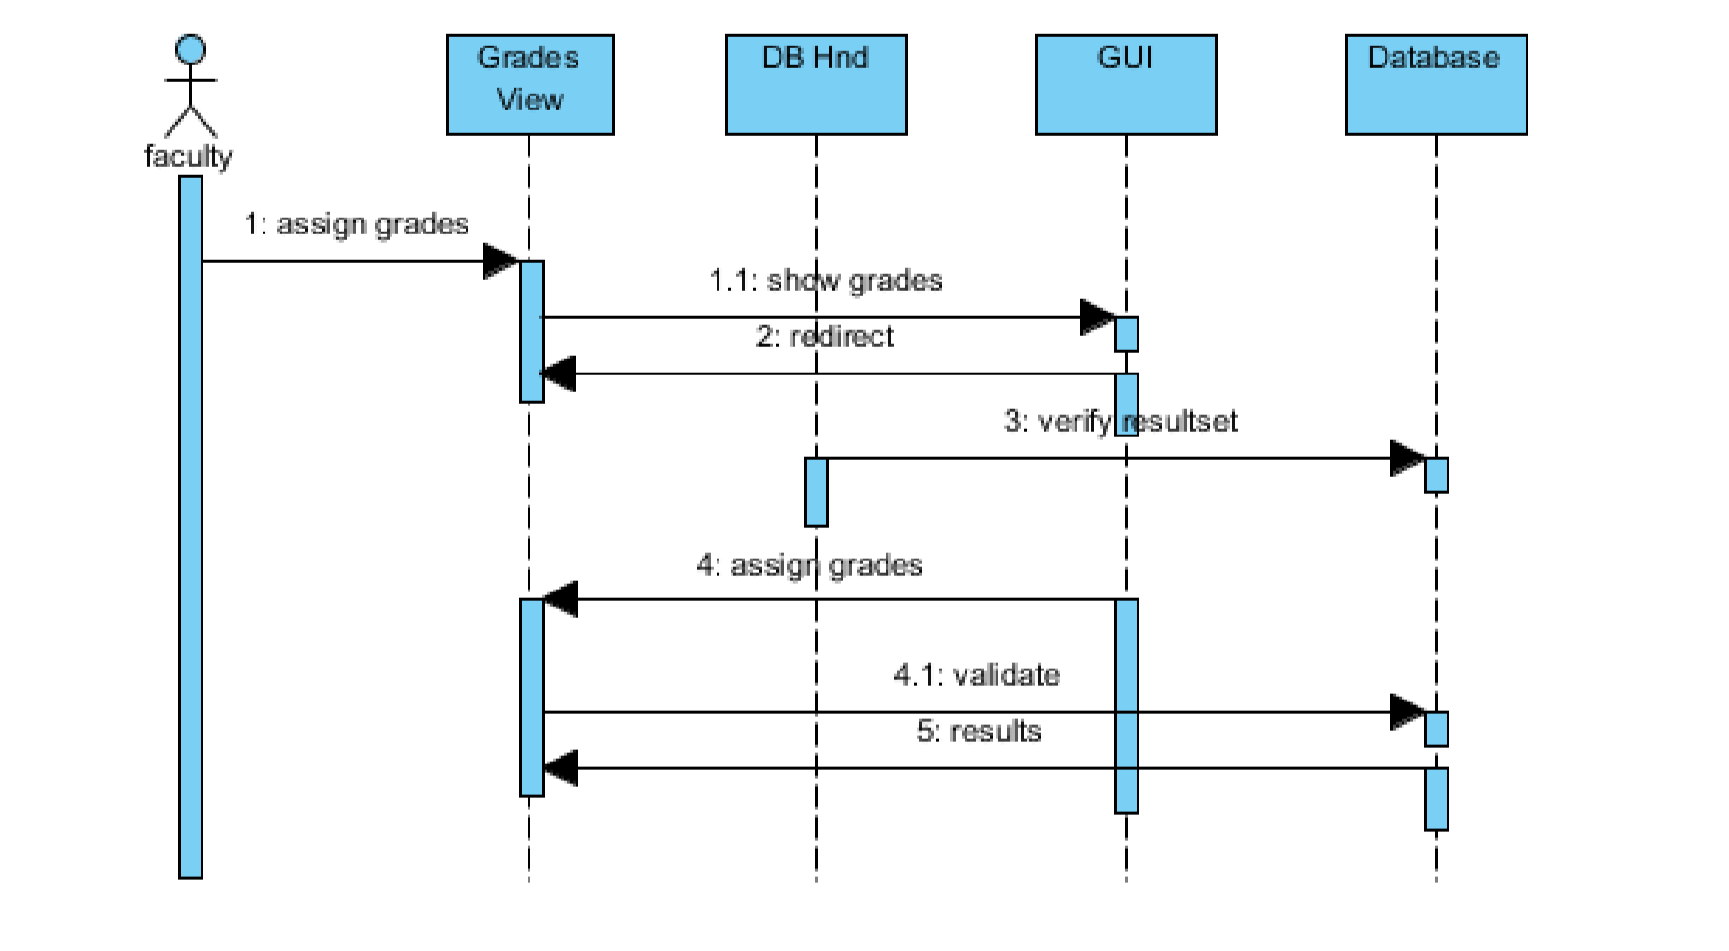 Grades
View
DB Hnd
GUI
Database
faculty
1: assign grades
1.1: show grades
2: redirect
3: verify resultset
4: assign grades
4.1: validate
5: results